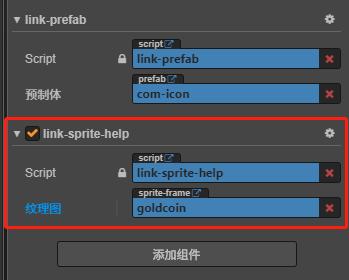 link-prefab
script
Script link-prefab
prefab
预制体 com-icon
link-sprite-help
script
Script link-sprite-help
sprite-frame
纹理图 goldcoin
添加组件